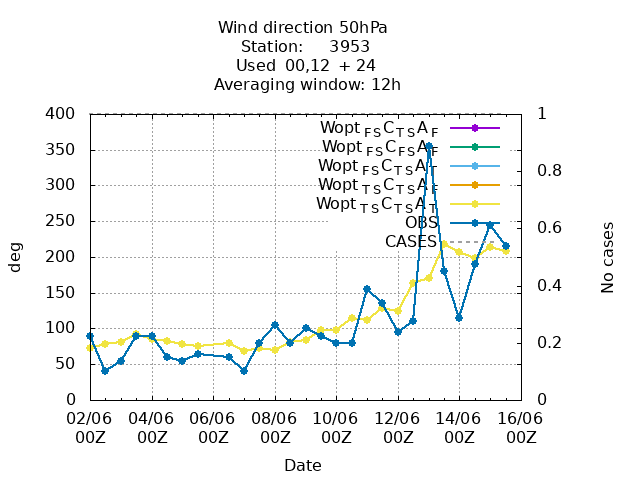 Wind direction 50hPa
Station: 3953
Used 00,12 + 24
Averaging window: 12h
400 1
Wopt FS C TS A F
350 Wopt FS C FS A F
0.8
Wopt FS C TS A T
300 Wopt TS C TS A F
Wopt TS C TS A T
250 OBS 0.6
CASES
200
deg No cases
150 0.4
100
0.2
50
0 0
02/06 04/06 06/06 08/06 10/06 12/06 14/06 16/06
00Z 00Z 00Z 00Z 00Z 00Z 00Z 00Z
Date